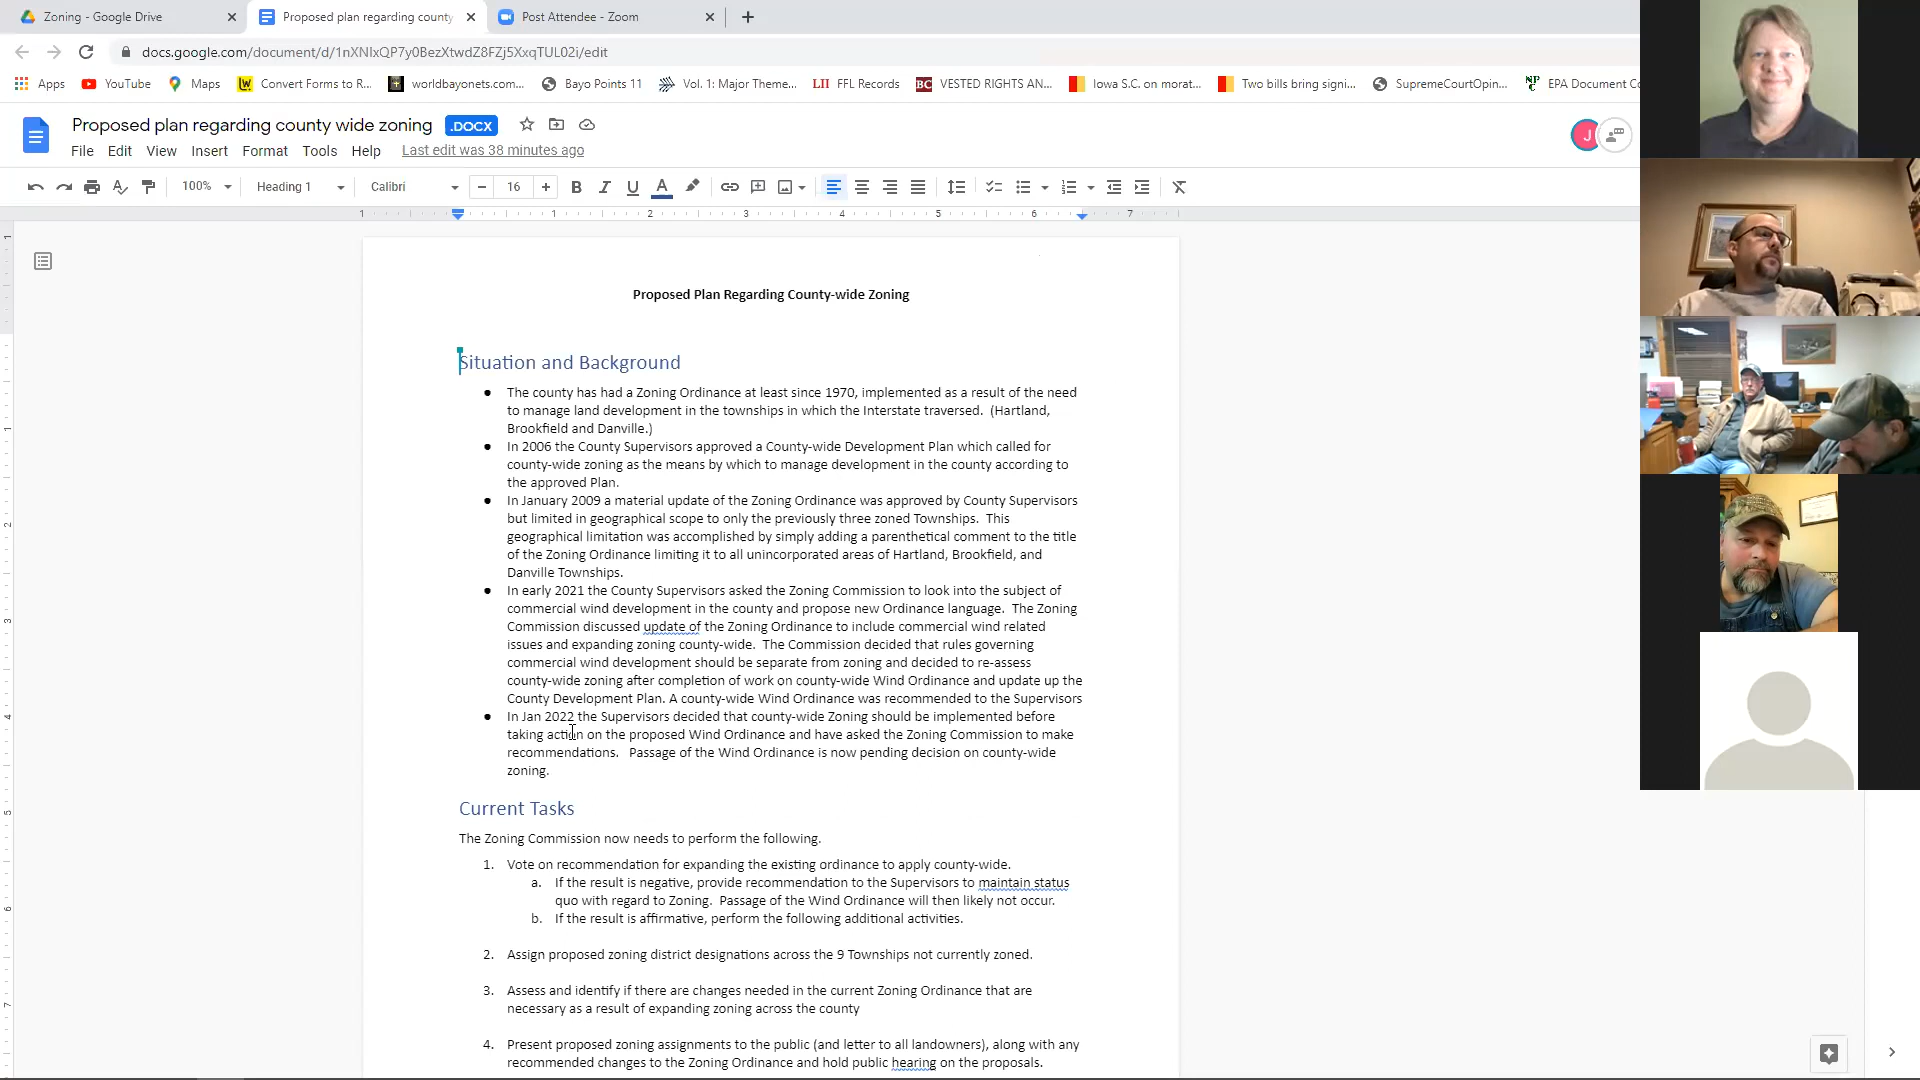 Zoning - Google Drive
Proposed plan regarding county
Post Attendee - Zoom
docs.google.com/document/d/1nXNIxQP7y0BezXtwdZ8FZj5XxqTUL02i/edit
Apps YouTube Maps Convert Forms to R... worldbayonets.com... Bayo Points 11 Vol. 1: Major Theme... LII FFL Records BC VESTED RIGHTS AN... Iowa S.C. on morat... Two bills bring signi... SupremeCourtOpin... EPA Document Co
Proposed plan regarding county wide zoning .DOCX
J
File Edit View Insert Format Tools Help Last edit was 38 minutes ago
100% Heading 1 Calibri 16 B I U A
1 1 2 3 4 5 6 7
Proposed Plan Regarding County-wide Zoning
Situation and Background
● The county has had a Zoning Ordinance at least since 1970, implemented as a result of the need
to manage land development in the townships in which the Interstate traversed. (Hartland,
Brookfield and Danville.)
● In 2006 the County Supervisors approved a County-wide Development Plan which called for
county-wide zoning as the means by which to manage development in the county according to
the approved Plan.
● In January 2009 a material update of the Zoning Ordinance was approved by County Supervisors
but limited in geographical scope to only the previously three zoned Townships. This
geographical limitation was accomplished by simply adding a parenthetical comment to the title
of the Zoning Ordinance limiting it to all unincorporated areas of Hartland, Brookfield, and
Danville Townships.
● In early 2021 the County Supervisors asked the Zoning Commission to look into the subject of
commercial wind development in the county and propose new Ordinance language. The Zoning
Commission discussed update of the Zoning Ordinance to include commercial wind related
issues and expanding zoning county-wide. The Commission decided that rules governing
commercial wind development should be separate from zoning and decided to re-assess
county-wide zoning after completion of work on county-wide Wind Ordinance and update up the
County Development Plan. A county-wide Wind Ordinance was recommended to the Supervisors
● In Jan 2022 the Supervisors decided that county-wide Zoning should be implemented before
taking action on the proposed Wind Ordinance and have asked the Zoning Commission to make
recommendations. Passage of the Wind Ordinance is now pending decision on county-wide
zoning.
Current Tasks
The Zoning Commission now needs to perform the following.
1. Vote on recommendation for expanding the existing ordinance to apply county-wide.
a. If the result is negative, provide recommendation to the Supervisors to maintain status
quo with regard to Zoning. Passage of the Wind Ordinance will then likely not occur.
b. If the result is affirmative, perform the following additional activities.
2. Assign proposed zoning district designations across the 9 Townships not currently zoned.
3. Assess and identify if there are changes needed in the current Zoning Ordinance that are
necessary as a result of expanding zoning across the county
4. Present proposed zoning assignments to the public (and letter to all landowners), along with any
recommended changes to the Zoning Ordinance and hold public hearing on the proposals.